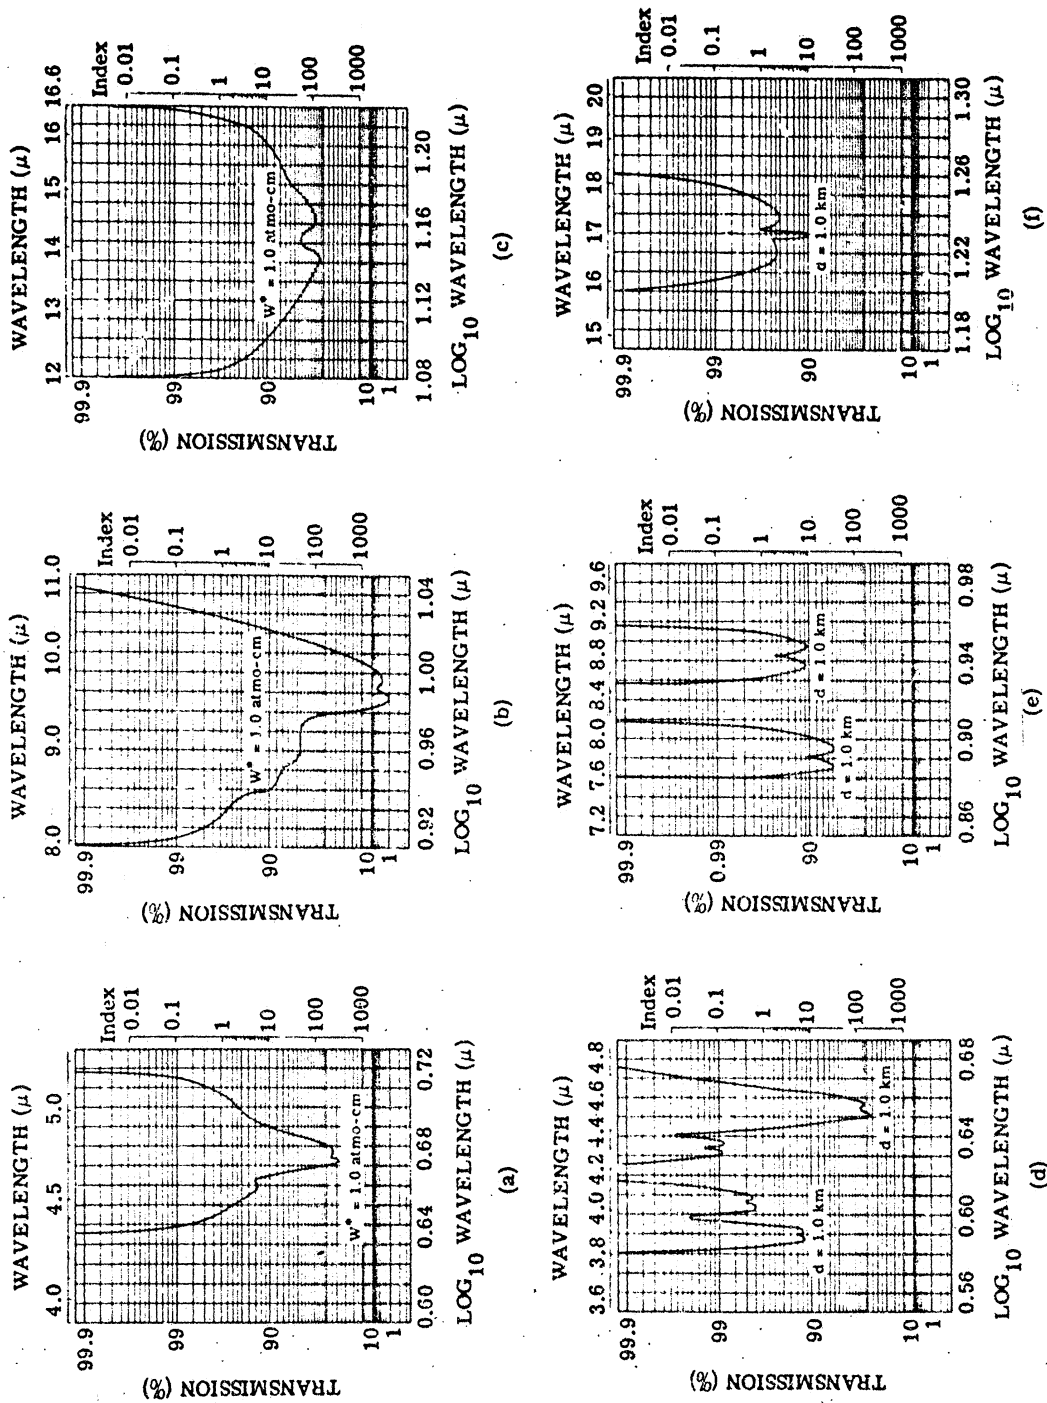 WAVELENGTH (μ)
4.0 4.5 5.0
Index
0.01
0.1
1
10
100
1000
99.9
99
90
10
1
TRANSMISSION (%)
W* = 1.0 atmo-cm
0.60 0.64 0.68 0.72
LOG10 WAVELENGTH (μ)
(a)
WAVELENGTH (μ)
8.0 9.0 10.0 11.0
Index
0.01
0.1
1
10
100
1000
99.9
99
90
10
1
TRANSMISSION (%)
W* = 1.0 atmo-cm
0.92 0.96 1.00 1.04
LOG10 WAVELENGTH (μ)
(b)
WAVELENGTH (μ)
12 13 14 15 16 16.6
Index
0.01
0.1
1
10
100
1000
99.9
99
90
10
1
TRANSMISSION (%)
W* = 1.0 atmo-cm
1.08 1.12 1.16 1.20
LOG10 WAVELENGTH (μ)
(c)
WAVELENGTH (μ)
3.6 3.8 4.0 4.2 4.4 4.6 4.8
Index
0.01
0.1
1
10
100
1000
99.9
99
90
10
1
TRANSMISSION (%)
d = 1.0 km
d = 1.0 km
0.56 0.60 0.64 0.68
LOG10 WAVELENGTH (μ)
(d)
WAVELENGTH (μ)
7.2 7.6 8.0 8.4 8.8 9.2 9.6
Index
0.01
0.1
1
10
100
1000
99.9
0.99
90
10
1
TRANSMISSION (%)
d = 1.0 km
d = 1.0 km
0.86 0.90 0.94 0.98
LOG10 WAVELENGTH (μ)
(e)
WAVELENGTH (μ)
15 16 17 18 19 20
Index
0.01
0.1
1
10
100
1000
99.9
99
90
10
1
TRANSMISSION (%)
d = 1.0 km
1.18 1.22 1.26 1.30
LOG10 WAVELENGTH (μ)
(f)